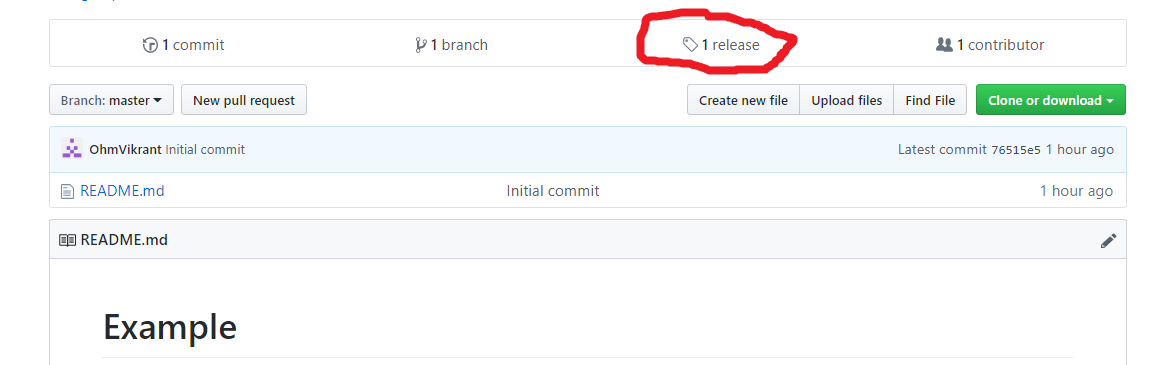 1 commit 1 branch 1 release 1 contributor
Branch: master New pull request Create new file Upload files Find File Clone or download
OhmVikrant Initial commit Latest commit 76515e5 1 hour ago
README.md Initial commit 1 hour ago
README.md
Example